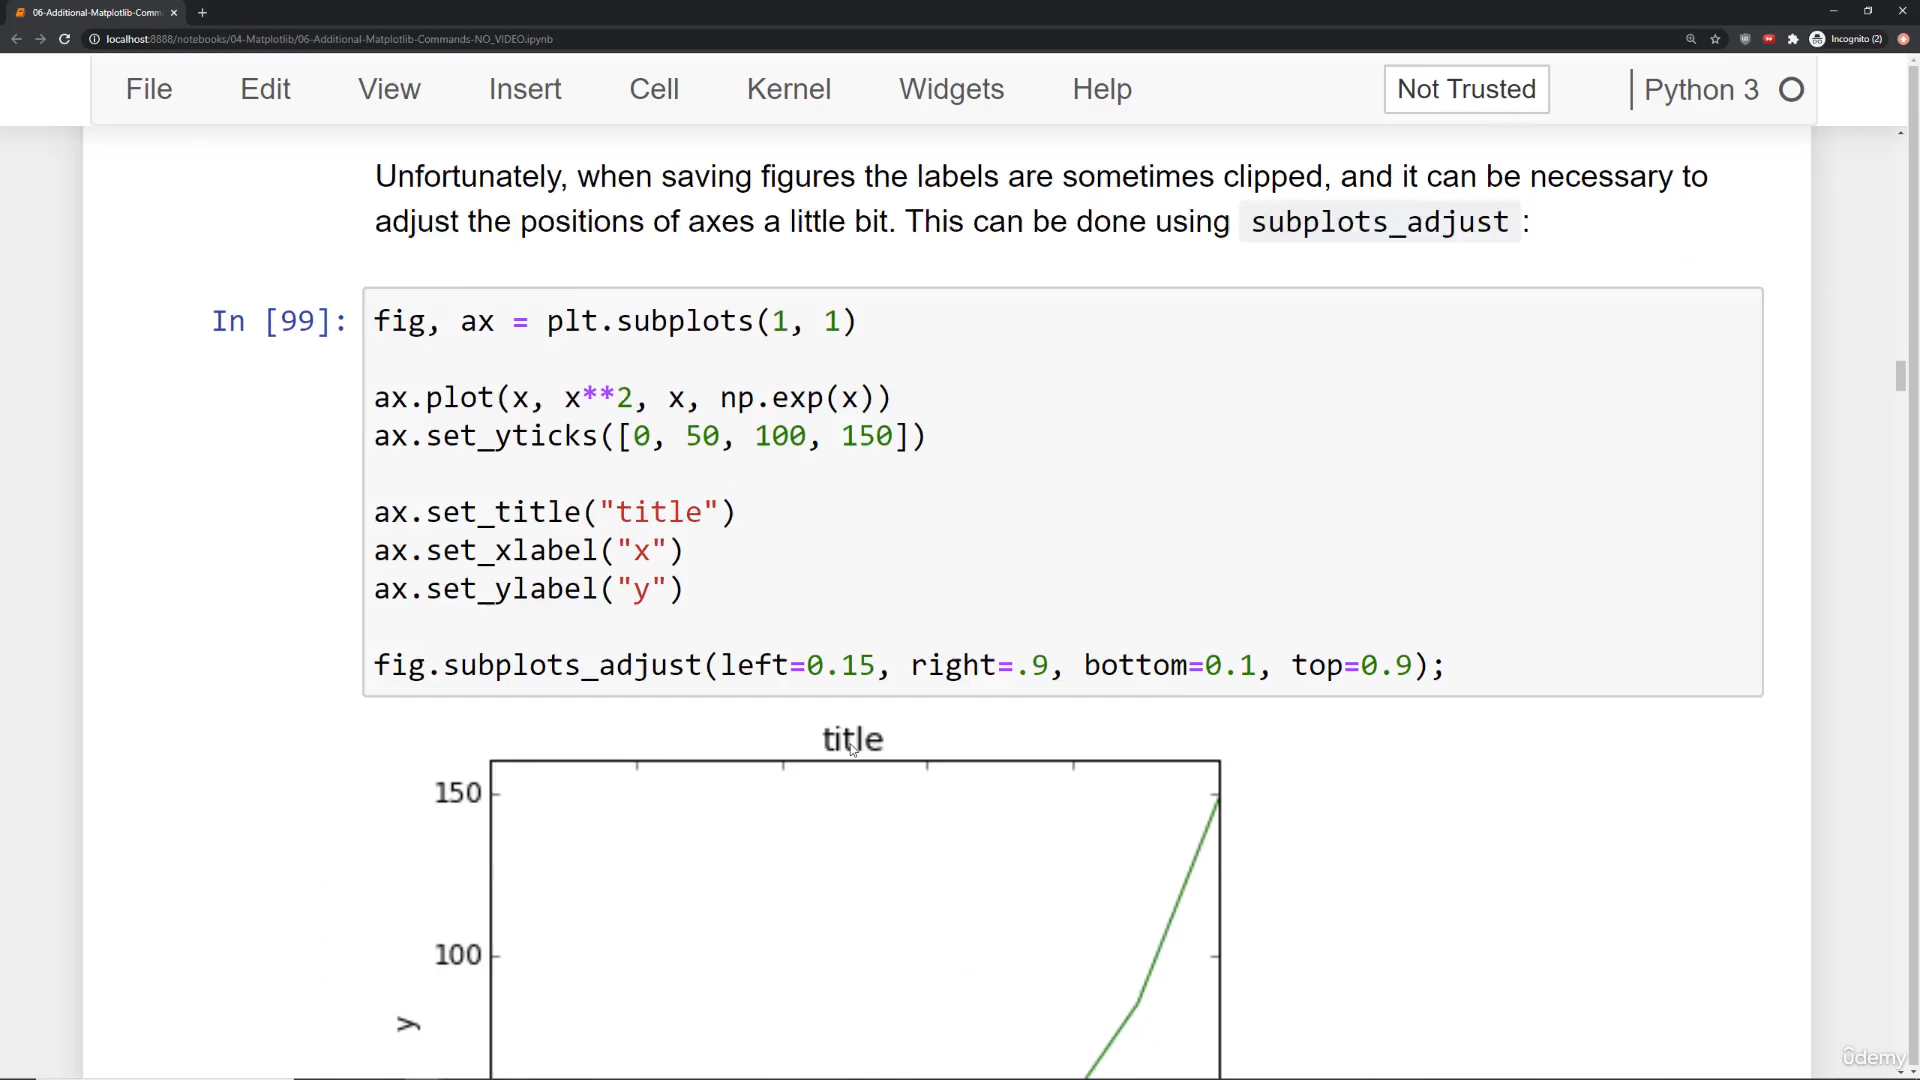 06-Additional-Matplotlib-Comm
localhost:8888/notebooks/04-Matplotlib/06-Additional-Matplotlib-Commands-NO_VIDEO.ipynb
Incognito (2)
File Edit View Insert Cell Kernel Widgets Help Not Trusted Python 3
Unfortunately, when saving figures the labels are sometimes clipped, and it can be necessary to
adjust the positions of axes a little bit. This can be done using subplots_adjust :
In [99]: fig, ax = plt.subplots(1, 1)
ax.plot(x, x**2, x, np.exp(x))
ax.set_yticks([0, 50, 100, 150])
ax.set_title("title")
ax.set_xlabel("x")
ax.set_ylabel("y")
fig.subplots_adjust(left=0.15, right=.9, bottom=0.1, top=0.9);
title
150
100
y
ûdemy